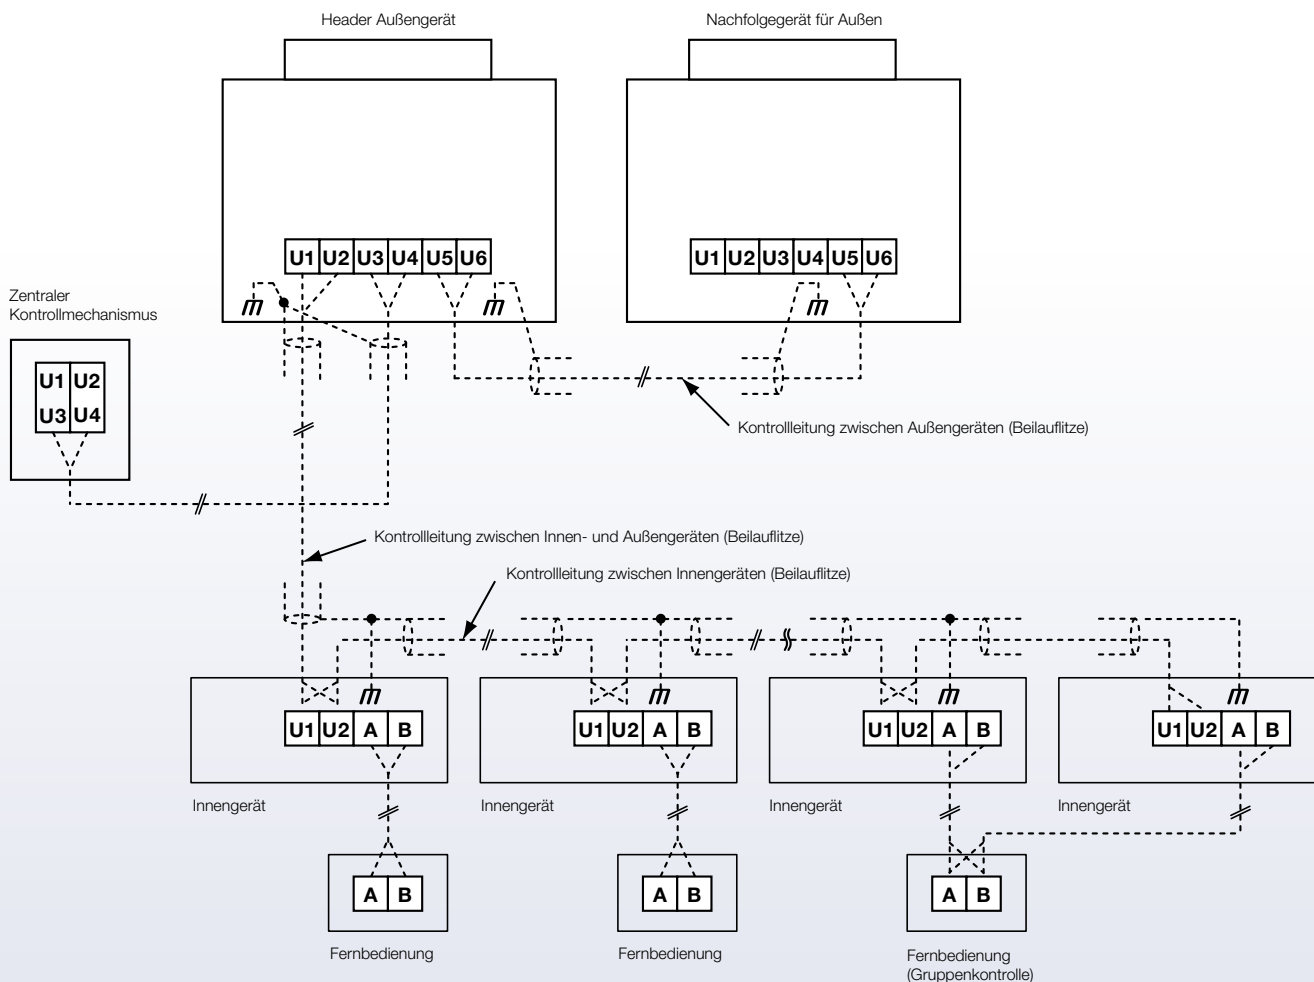 Header Außengerät
Nachfolgegerät für Außen
U1 U2 U3 U4 U5 U6
U1 U2 U3 U4 U5 U6
Zentraler
Kontrollmechanismus
U1 U2
U3 U4
Kontrollleitung zwischen Außengeräten (Beilauflitze)
Kontrollleitung zwischen Innen- und Außengeräten (Beilauflitze)
Kontrollleitung zwischen Innengeräten (Beilauflitze)
U1 U2 A B
U1 U2 A B
U1 U2 A B
U1 U2 A B
Innengerät
Innengerät
Innengerät
Innengerät
A B
A B
A B
Fernbedienung
Fernbedienung
Fernbedienung
(Gruppenkontrolle)